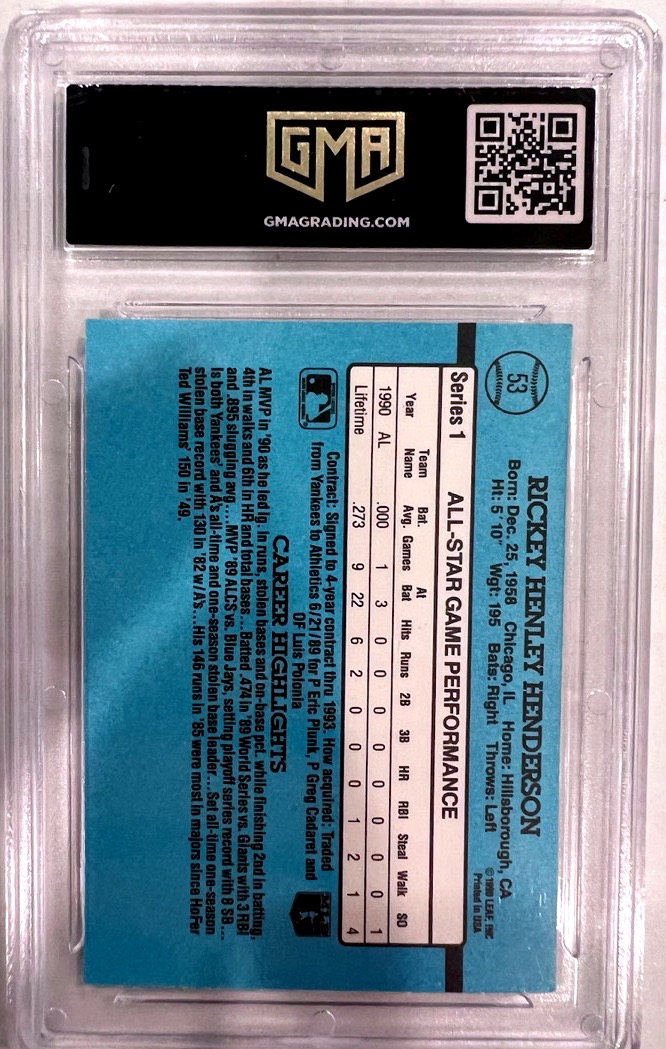 GMA
GMAGRADING.COM
53
RICKEY HENLEY HENDERSON
Born: Dec. 25, 1958 Chicago, IL Home: Hillsborough, CA
Ht: 5' 10" Wgt: 195 Bats: Right Throws: Left
© 1990 LEAF, INC.
Printed in USA
Series 1 ALL-STAR GAME PERFORMANCE
Year Team Name Bat. Avg. Games At Bat Hits Runs 2B 3B HR RBI Steal Walk SO
1990 AL .000 1 3 0 0 0 0 0 0 0 0 1
Lifetime .273 9 22 6 2 0 0 0 1 2 1 4
Contract: Signed to 4-year contract thru 1993. How acquired: Traded
from Yankees to Athletics 6/21/89 for P Eric Plunk, P Greg Cadaret and
OF Luis Polonia
CAREER HIGHLIGHTS
AL MVP in '90 as he led lg. in runs, stolen bases and on-base pct. while finishing 2nd in batting,
4th in walks and 6th in HR and total bases...Batted .474 in '89 World Series vs. Giants with 3 RBI
and .895 slugging avg....MVP '89 ALCS vs. Blue Jays, setting playoff series record with 8 SB...
Is both Yankees' and A's all-time and one-season stolen base leader...Set all-time one-season
stolen base record with 130 in '82 w/A's...His 146 runs in '85 were most in majors since HoFer
Ted Williams' 150 in '49.